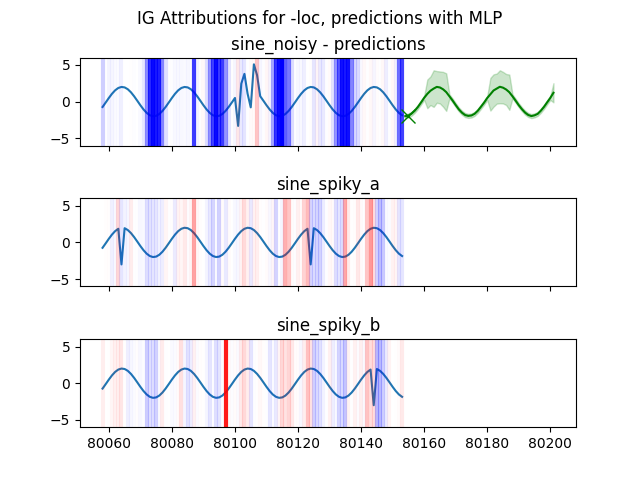 IG Attributions for -loc, predictions with MLP
sine_noisy - predictions
5
0
−5
sine_spiky_a
5
0
−5
sine_spiky_b
5
0
−5
80060 80080 80100 80120 80140 80160 80180 80200